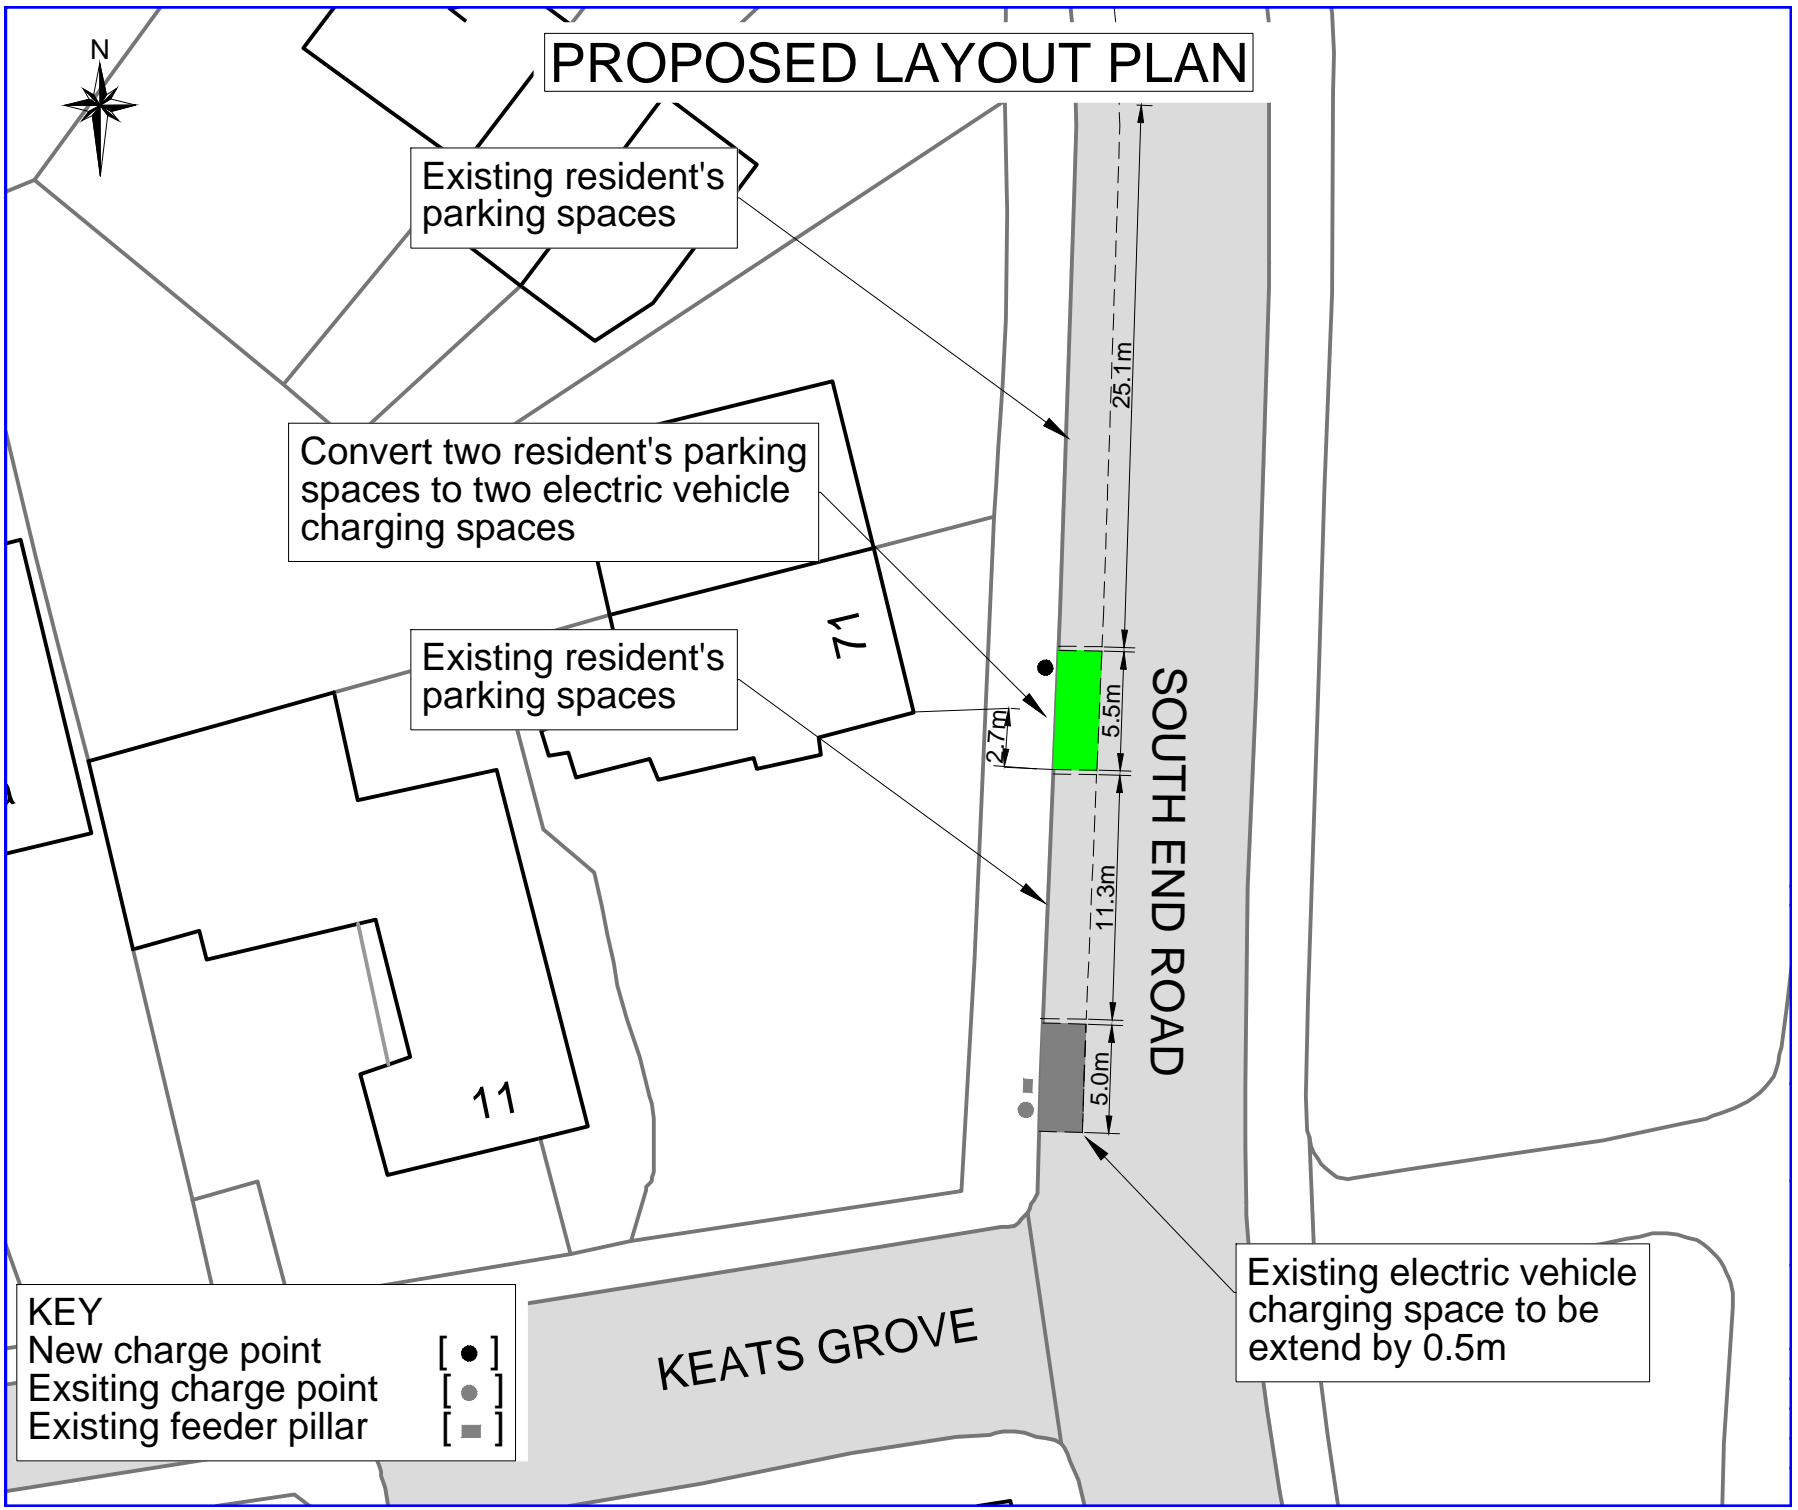 PROPOSED LAYOUT PLAN
N
Existing resident's
parking spaces
25.1m
Convert two resident's parking
spaces to two electric vehicle
charging spaces
71
Existing resident's
parking spaces
5.5m
2.7m
SOUTH END ROAD
11.3m
5.0m
11
Existing electric vehicle
charging space to be
extend by 0.5m
KEATS GROVE
KEY
New charge point [ ● ]
Exsiting charge point [ ● ]
Existing feeder pillar [ ■ ]